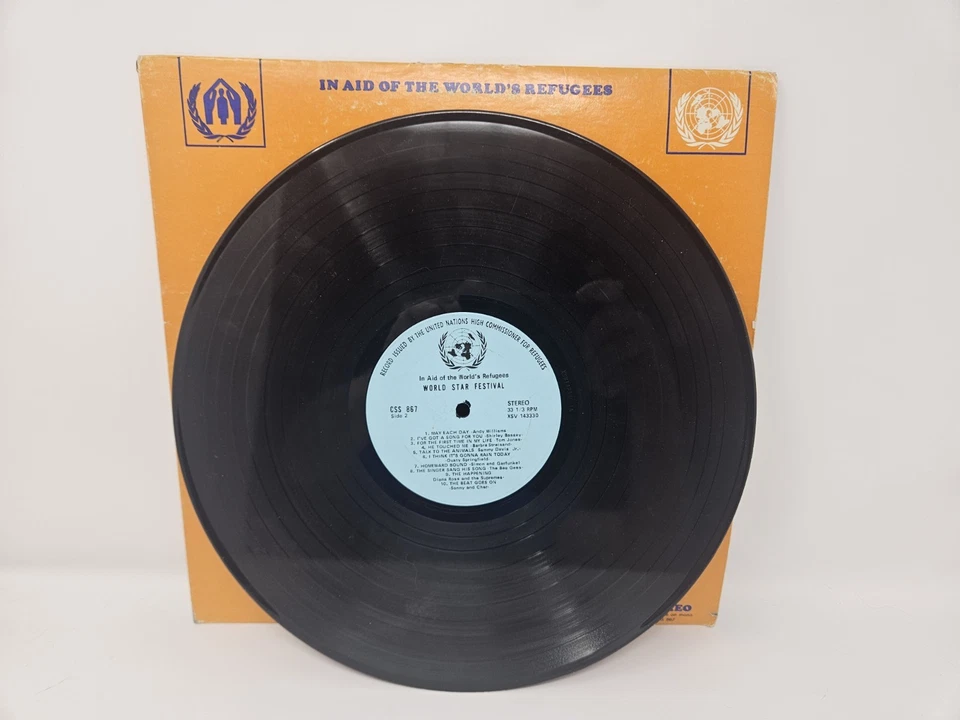 IN AID OF THE WORLD'S REFUGEES
RECORD ISSUED BY THE UNITED NATIONS HIGH COMMISSIONER FOR REFUGEES
In Aid of the World's Refugees
WORLD STAR FESTIVAL
CSS 867
Side 2
STEREO
33 1/3 RPM
XSV 143330
1. MAY EACH DAY -Andy Williams
2. I'VE GOT A SONG FOR YOU -Shirley Bassey
3. FOR THE FIRST TIME IN MY LIFE -Tom Jones-
4. HE TOUCHED ME -Barbra Streisand-
5. TALK TO THE ANIMALS -Sammy Davis Jr.-
6. I THINK IT'S GONNA RAIN TODAY
-Dusty Springfield-
7. HOMEWARD BOUND -Simon and Garfunkel-
8. THE SINGER SANG HIS SONG -The Bee Gees-
9. THE HAPPENING
-Diana Ross and the Supremes-
10. THE BEAT GOES ON
-Sonny and Cher-
REO
867